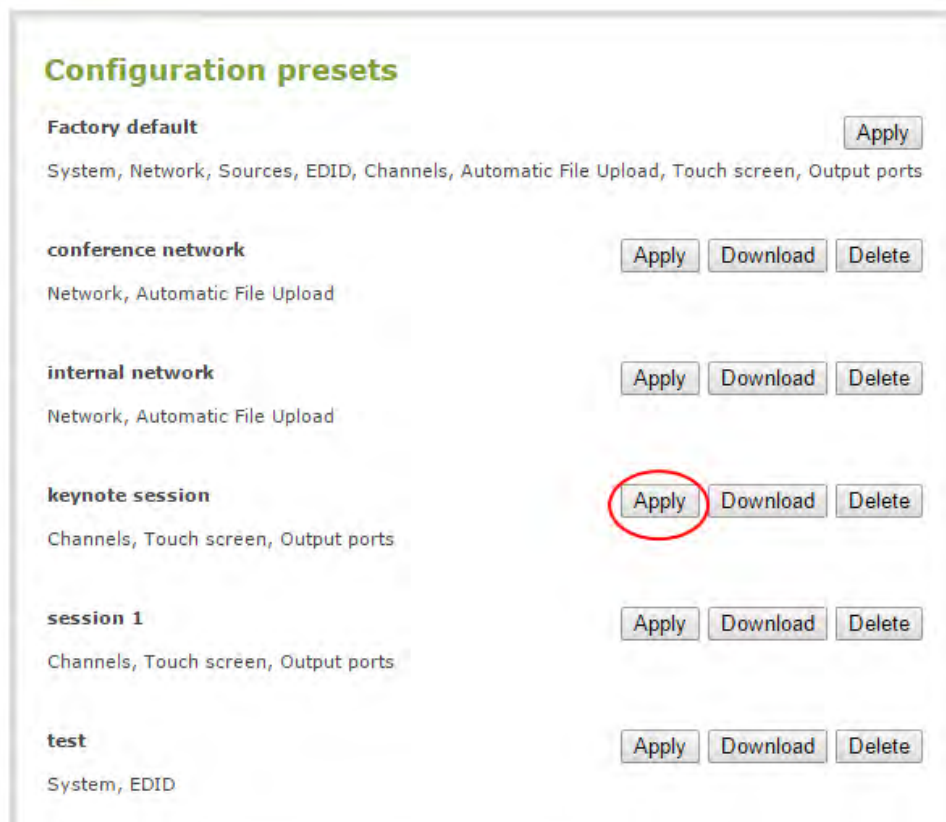 Configuration presets
Factory default Apply
System, Network, Sources, EDID, Channels, Automatic File Upload, Touch screen, Output ports
conference network Apply Download Delete
Network, Automatic File Upload
internal network Apply Download Delete
Network, Automatic File Upload
keynote session Apply Download Delete
Channels, Touch screen, Output ports
session 1 Apply Download Delete
Channels, Touch screen, Output ports
test Apply Download Delete
System, EDID